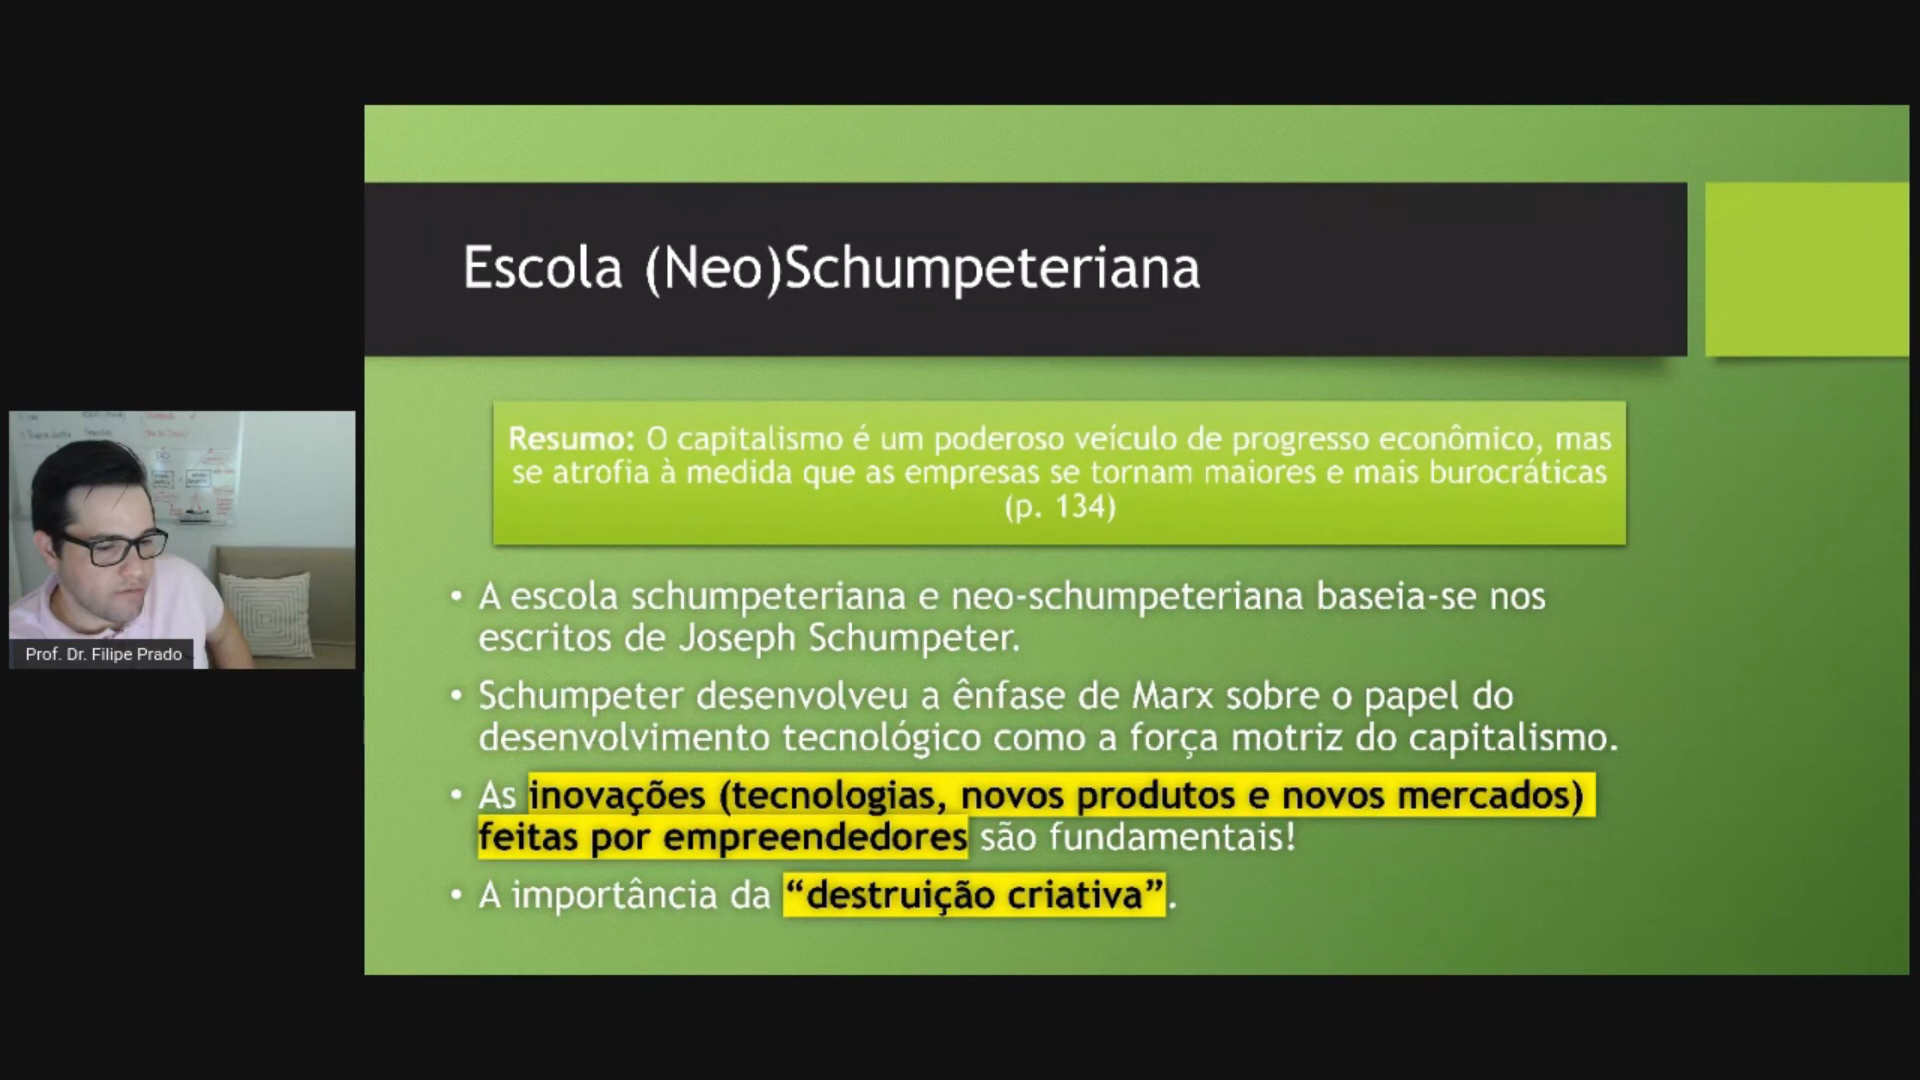 Escola (Neo)Schumpeteriana
Resumo: O capitalismo é um poderoso veículo de progresso econômico, mas
se atrofia à medida que as empresas se tornam maiores e mais burocráticas
(p. 134)
• A escola schumpeteriana e neo-schumpeteriana baseia-se nos
escritos de Joseph Schumpeter.
• Schumpeter desenvolveu a ênfase de Marx sobre o papel do
desenvolvimento tecnológico como a força motriz do capitalismo.
• As inovações (tecnologias, novos produtos e novos mercados)
feitas por empreendedores são fundamentais!
• A importância da “destruição criativa”.
Prof. Dr. Filipe Prado